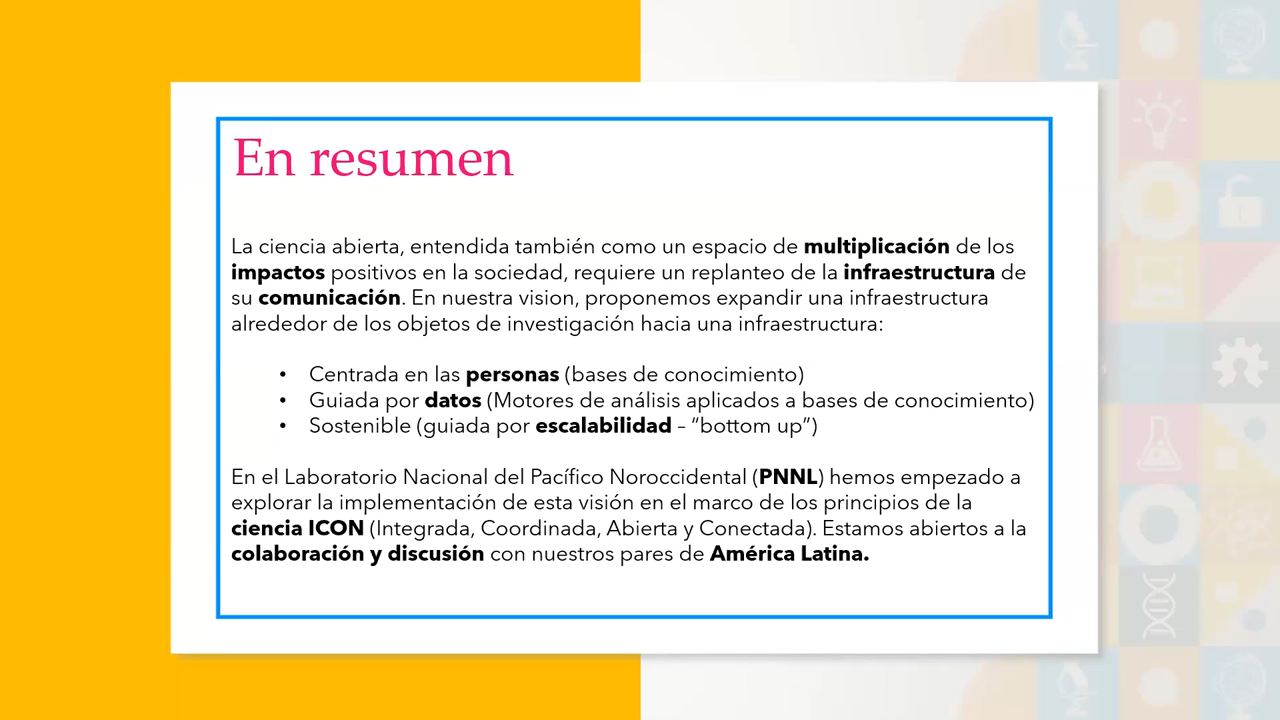 En resumen
La ciencia abierta, entendida también como un espacio de multiplicación de los
impactos positivos en la sociedad, requiere un replanteo de la infraestructura de
su comunicación. En nuestra vision, proponemos expandir una infraestructura
alrededor de los objetos de investigación hacia una infraestructura:
• Centrada en las personas (bases de conocimiento)
• Guiada por datos (Motores de análisis aplicados a bases de conocimiento)
• Sostenible (guiada por escalabilidad – “bottom up”)
En el Laboratorio Nacional del Pacífico Noroccidental (PNNL) hemos empezado a
explorar la implementación de esta visión en el marco de los principios de la
ciencia ICON (Integrada, Coordinada, Abierta y Conectada). Estamos abiertos a la
colaboración y discusión con nuestros pares de América Latina.